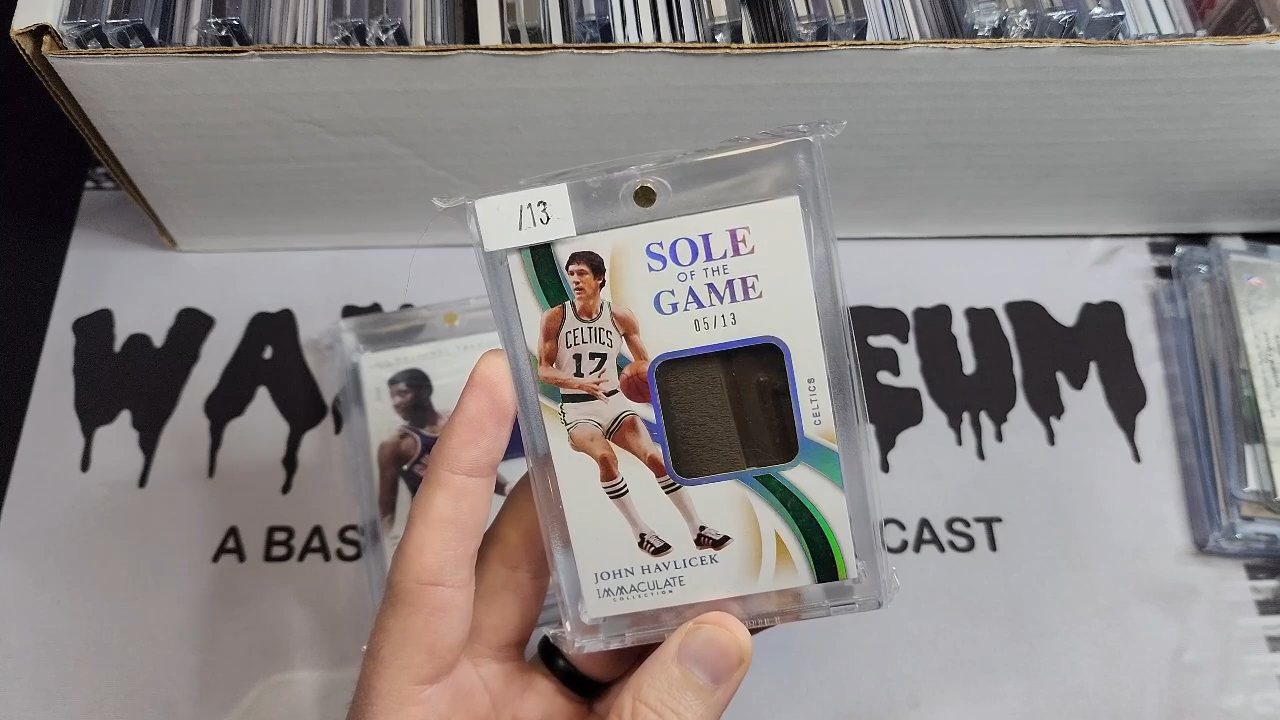 /13
SOLE
OF THE
GAME
05/13
CELTICS
17
CELTICS
JOHN HAVLICEK
IMMACULATE
COLLECTION
WA EUM
A BAS CAST